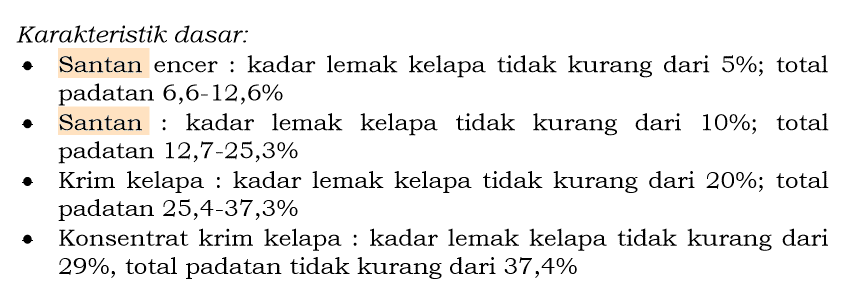 Karakteristik dasar:
• Santan encer : kadar lemak kelapa tidak kurang dari 5%; total
padatan 6,6-12,6%
• Santan : kadar lemak kelapa tidak kurang dari 10%; total
padatan 12,7-25,3%
• Krim kelapa : kadar lemak kelapa tidak kurang dari 20%; total
padatan 25,4-37,3%
• Konsentrat krim kelapa : kadar lemak kelapa tidak kurang dari
29%, total padatan tidak kurang dari 37,4%